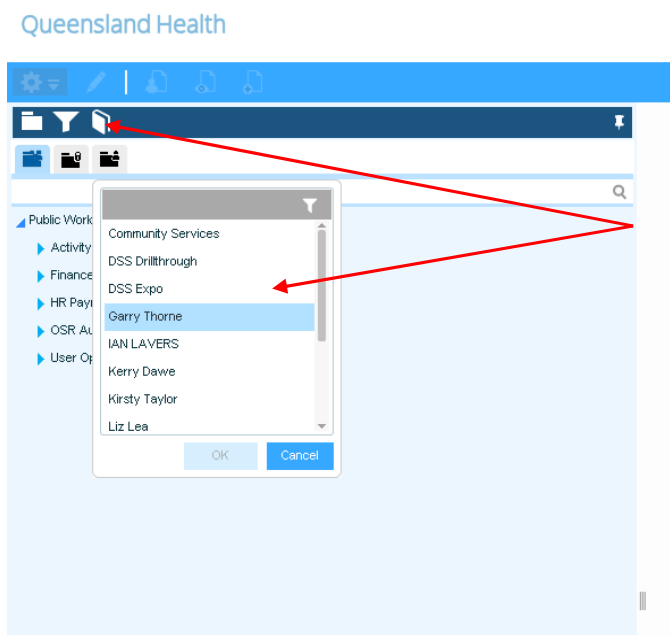 Queensland Health
Public Work
Activity
Finance
HR Payr
OSR Au
User Op
Community Services
DSS Drillthrough
DSS Expo
Garry Thorne
IAN LAVERS
Kerry Dawe
Kirsty Taylor
Liz Lea
OK
Cancel